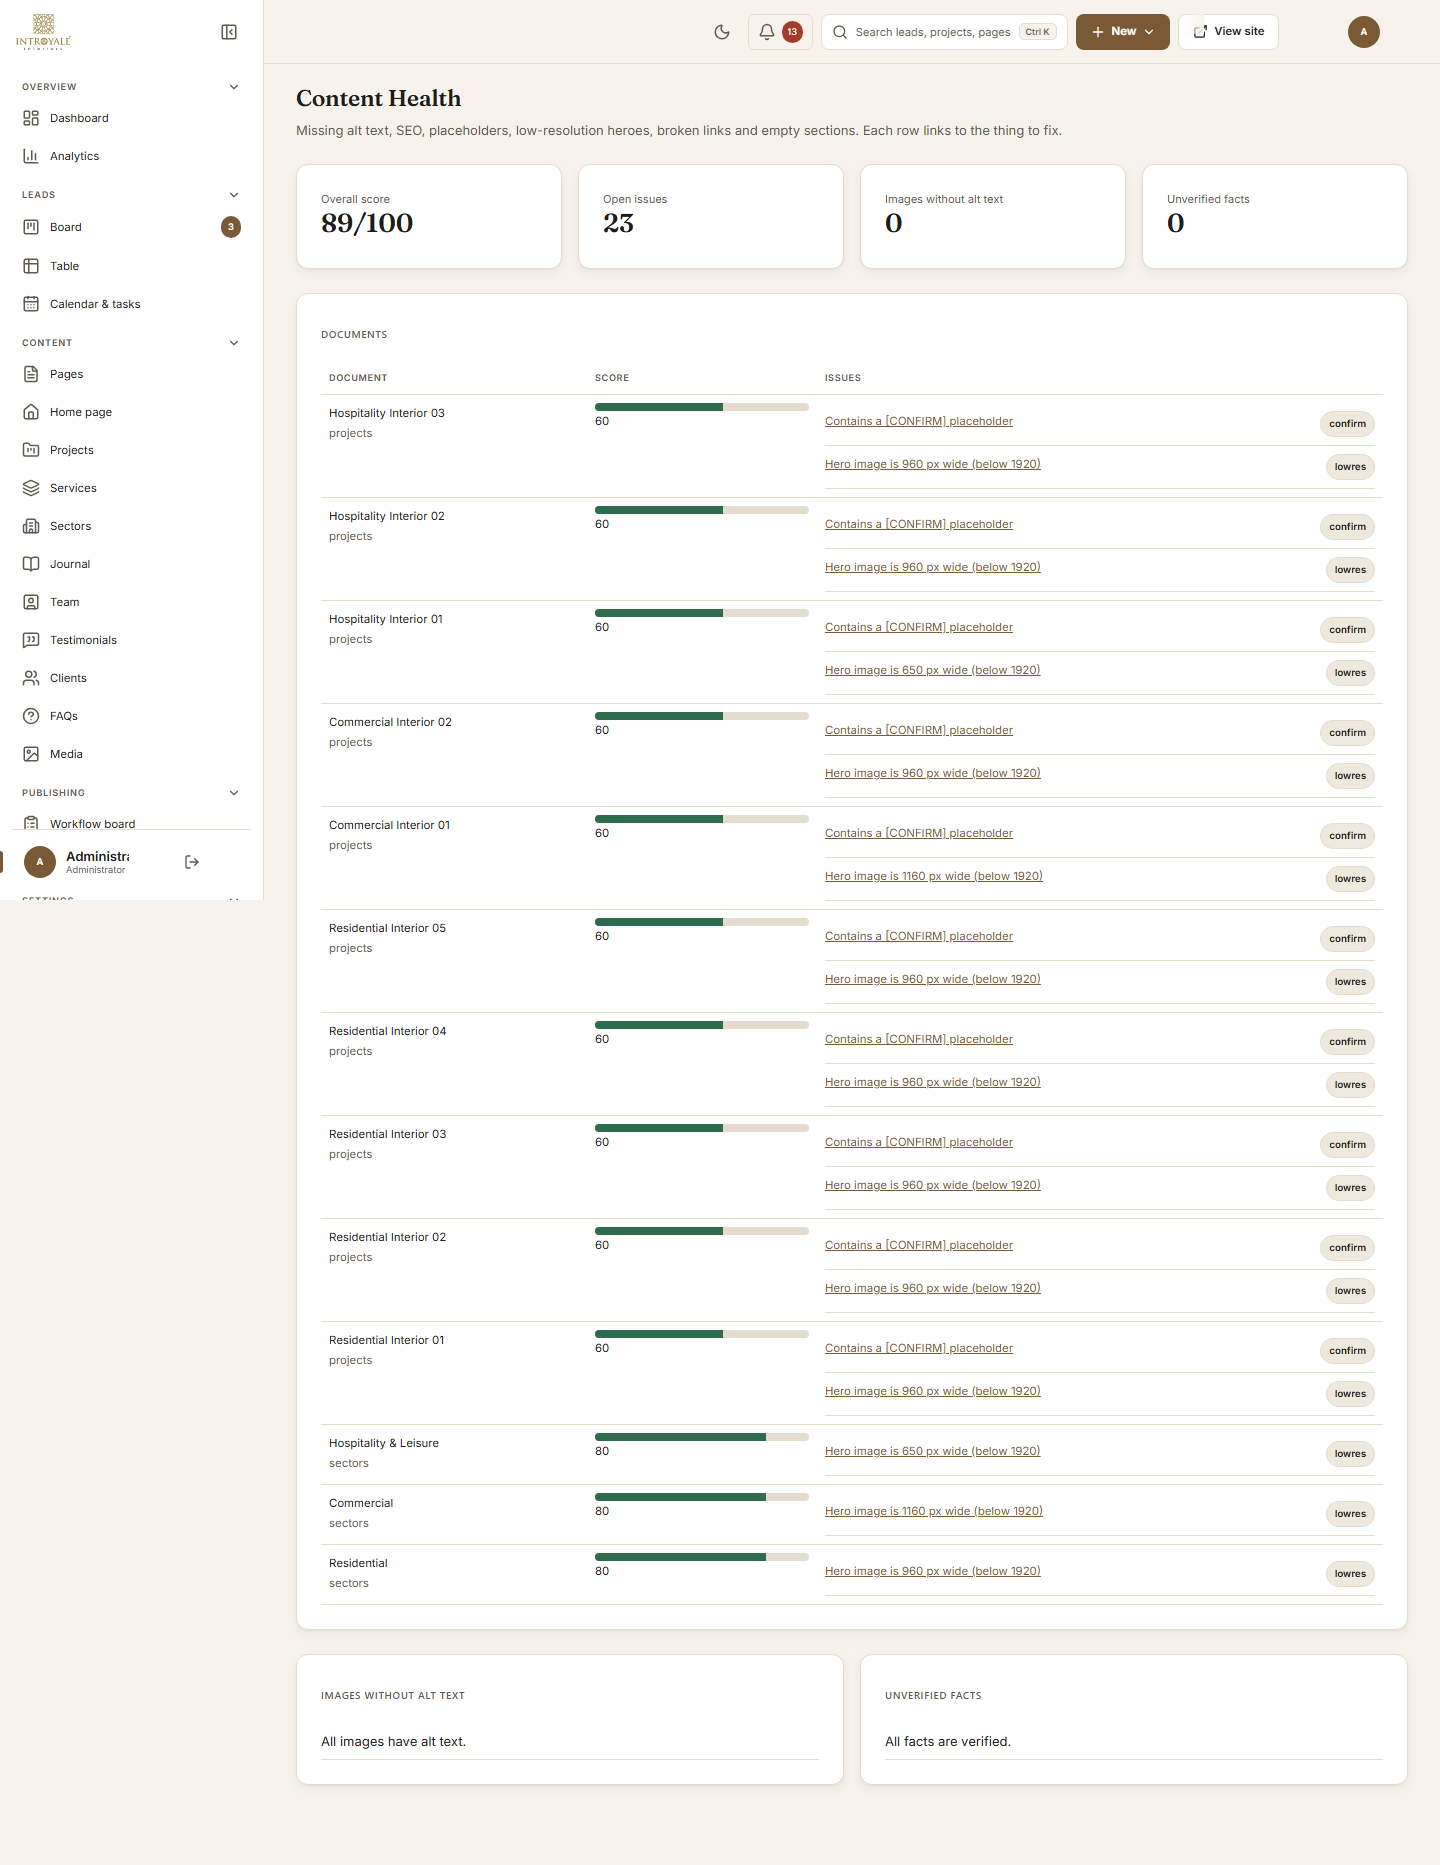 INTROYALE
OVERVIEW
Dashboard
Analytics
LEADS
Board
3
Table
Calendar & tasks
CONTENT
Pages
Home page
Projects
Services
Sectors
Journal
Team
Testimonials
Clients
FAQs
Media
PUBLISHING
Workflow board
A
Administra
Administrator
13
Search leads, projects, pages
Ctrl K
New
View site
A
Content Health
Missing alt text, SEO, placeholders, low-resolution heroes, broken links and empty sections. Each row links to the thing to fix.
Overall score
89/100
Open issues
23
Images without alt text
0
Unverified facts
0
DOCUMENTS
DOCUMENT SCORE ISSUES
Hospitality Interior 03
projects
60
Contains a [CONFIRM] placeholder confirm
Hero image is 960 px wide (below 1920) lowres
Hospitality Interior 02
projects
60
Contains a [CONFIRM] placeholder confirm
Hero image is 960 px wide (below 1920) lowres
Hospitality Interior 01
projects
60
Contains a [CONFIRM] placeholder confirm
Hero image is 650 px wide (below 1920) lowres
Commercial Interior 02
projects
60
Contains a [CONFIRM] placeholder confirm
Hero image is 960 px wide (below 1920) lowres
Commercial Interior 01
projects
60
Contains a [CONFIRM] placeholder confirm
Hero image is 1160 px wide (below 1920) lowres
Residential Interior 05
projects
60
Contains a [CONFIRM] placeholder confirm
Hero image is 960 px wide (below 1920) lowres
Residential Interior 04
projects
60
Contains a [CONFIRM] placeholder confirm
Hero image is 960 px wide (below 1920) lowres
Residential Interior 03
projects
60
Contains a [CONFIRM] placeholder confirm
Hero image is 960 px wide (below 1920) lowres
Residential Interior 02
projects
60
Contains a [CONFIRM] placeholder confirm
Hero image is 960 px wide (below 1920) lowres
Residential Interior 01
projects
60
Contains a [CONFIRM] placeholder confirm
Hero image is 960 px wide (below 1920) lowres
Hospitality & Leisure
sectors
80
Hero image is 650 px wide (below 1920) lowres
Commercial
sectors
80
Hero image is 1160 px wide (below 1920) lowres
Residential
sectors
80
Hero image is 960 px wide (below 1920) lowres
IMAGES WITHOUT ALT TEXT
All images have alt text.
UNVERIFIED FACTS
All facts are verified.